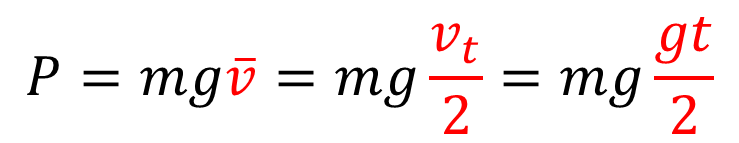 P = mgv̄ = mg v_t/2 = mg gt/2